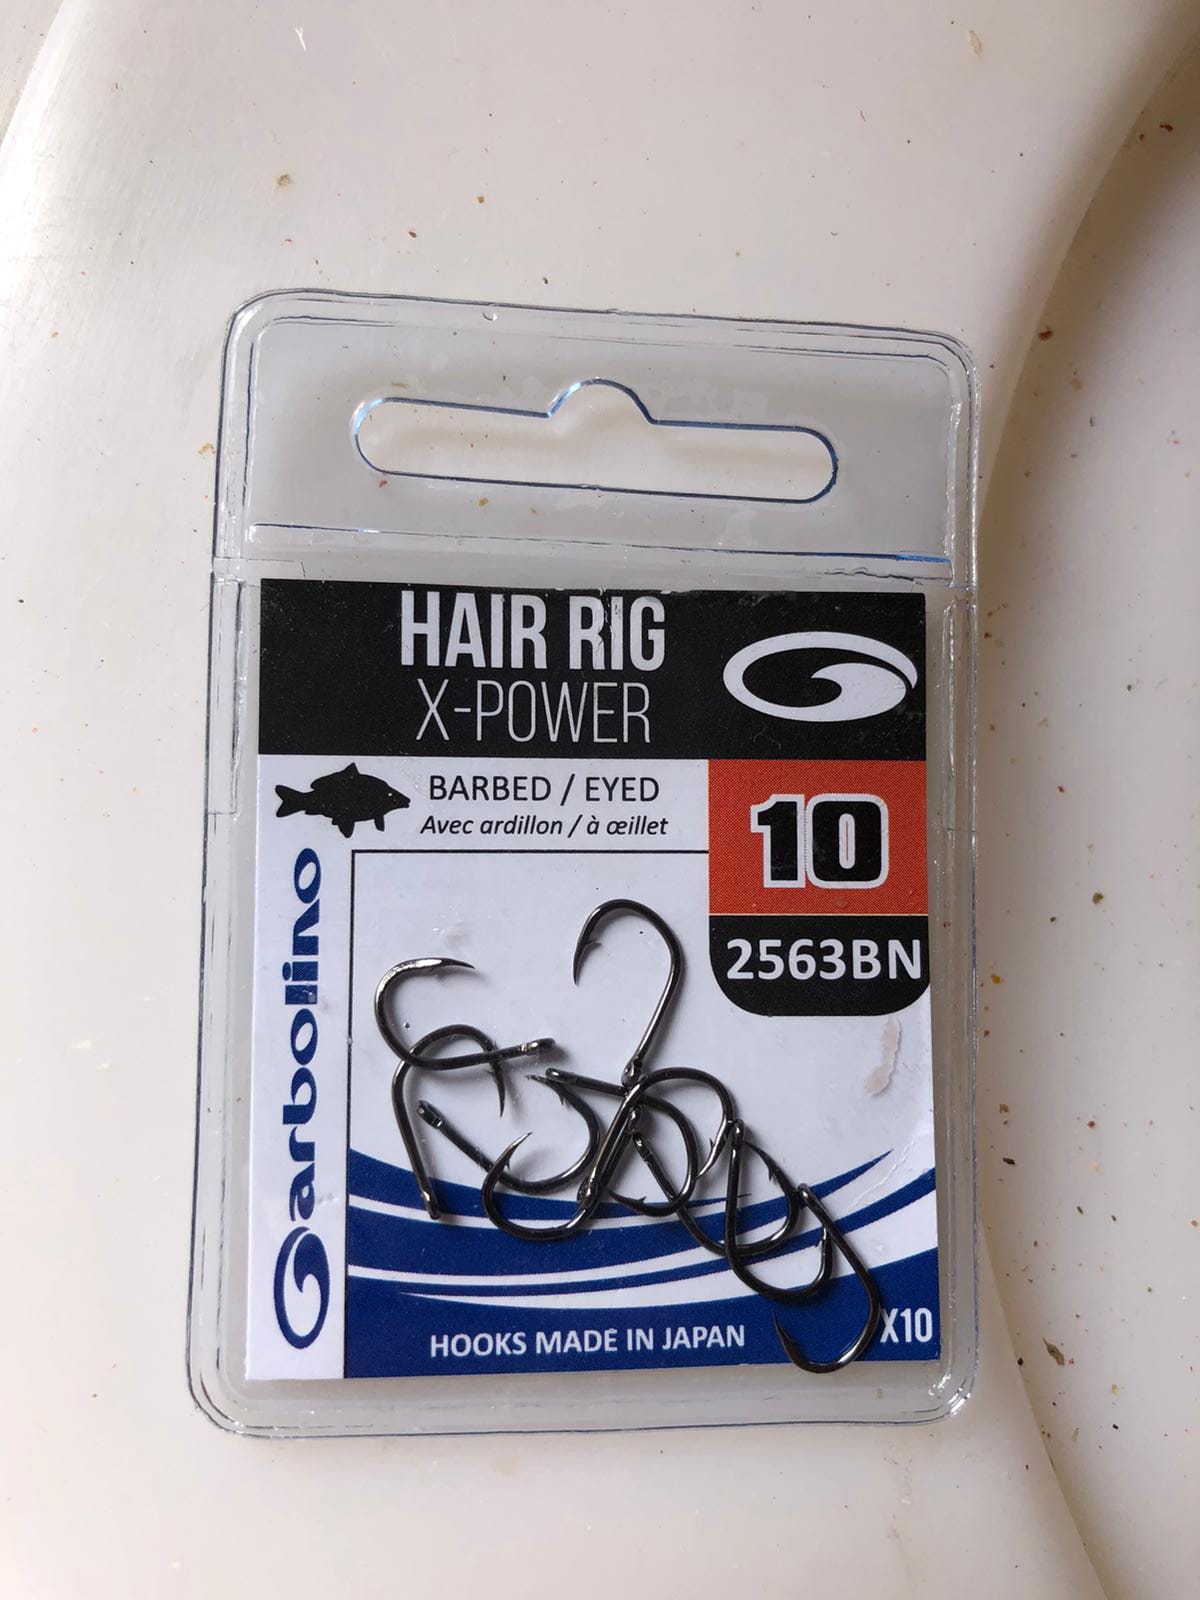 HAIR RIG
X-POWER
BARBED / EYED
Avec ardillon / à œillet
10
2563BN
Garbolino
HOOKS MADE IN JAPAN
X10